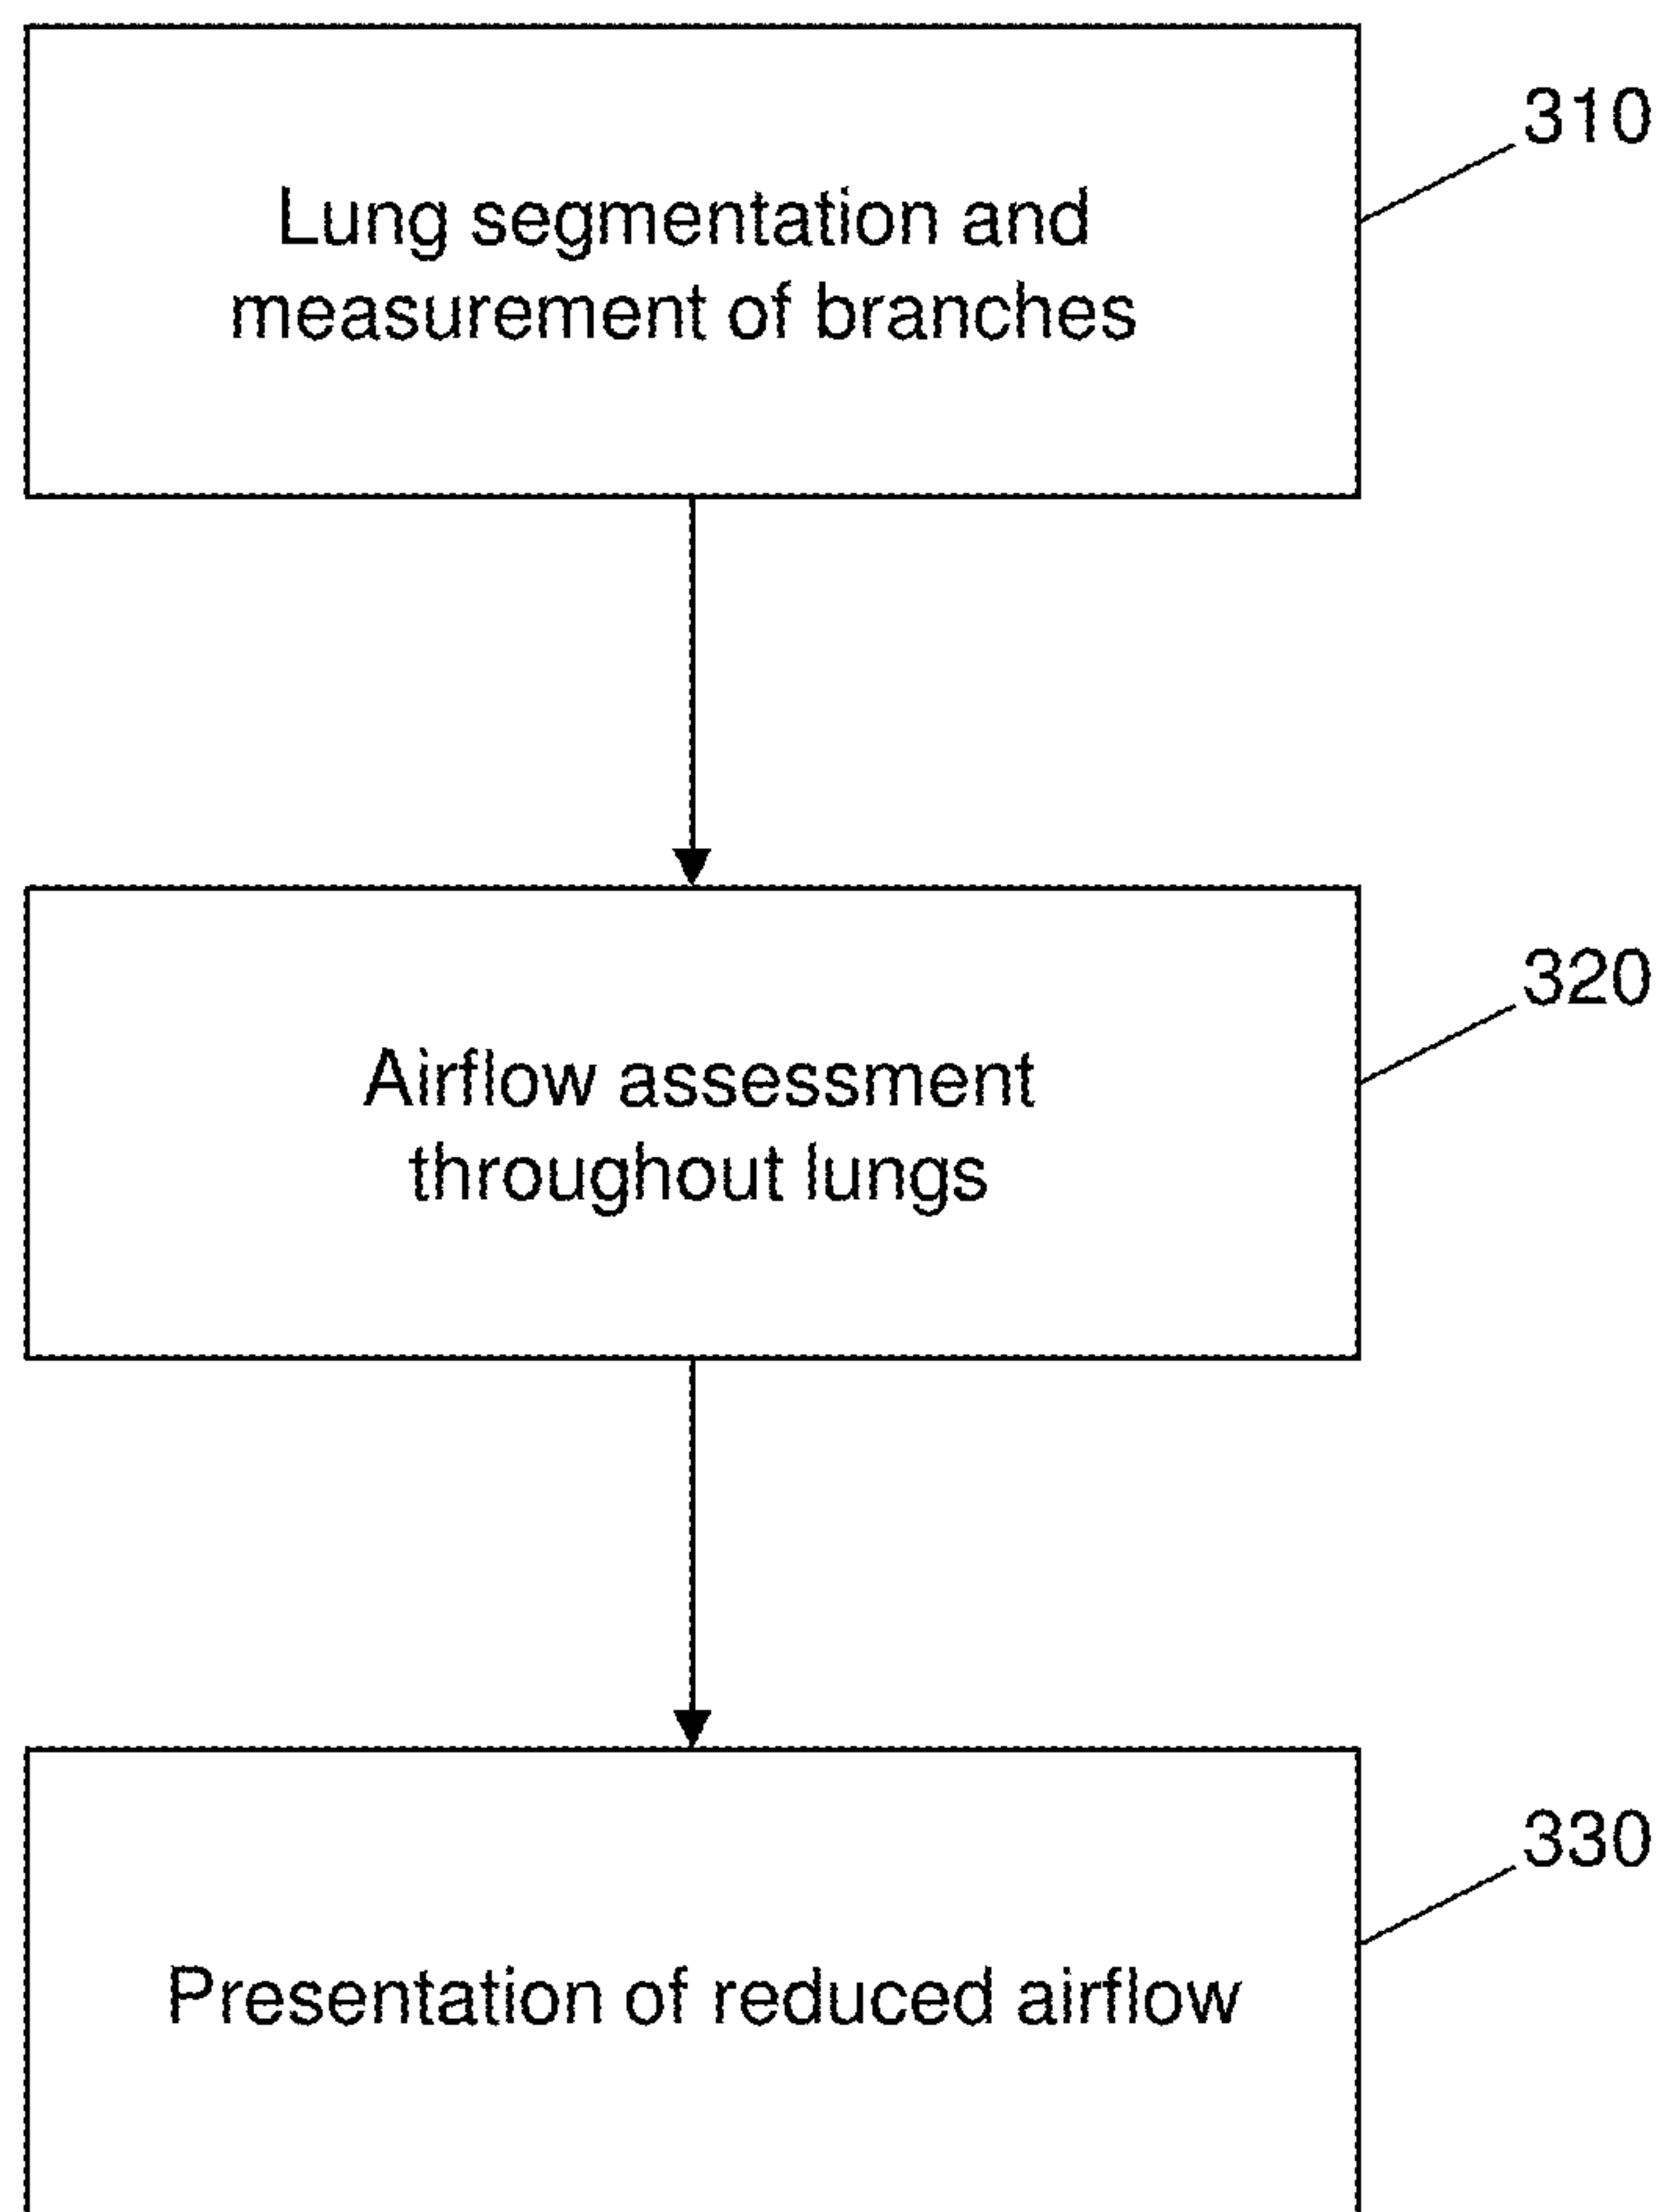 310
Lung segmentation and
measurement of branches
320
Airflow assessment
throughout lungs
330
Presentation of reduced airflow